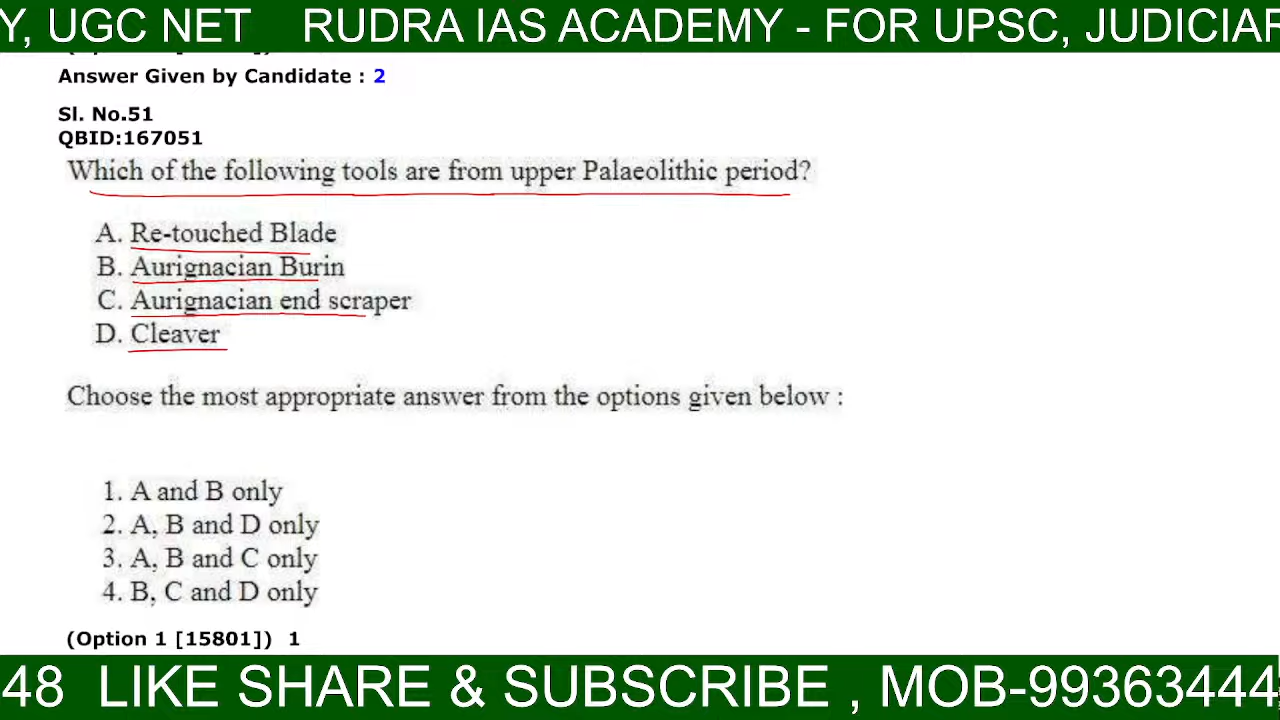 Y, UGC NET RUDRA IAS ACADEMY - FOR UPSC, JUDICIAR
Answer Given by Candidate : 2
Sl. No.51
QBID:167051
Which of the following tools are from upper Palaeolithic period?
A. Re-touched Blade
B. Aurignacian Burin
C. Aurignacian end scraper
D. Cleaver
Choose the most appropriate answer from the options given below :
1. A and B only
2. A, B and D only
3. A, B and C only
4. B, C and D only
(Option 1 [15801]) 1
48 LIKE SHARE & SUBSCRIBE , MOB-99363444